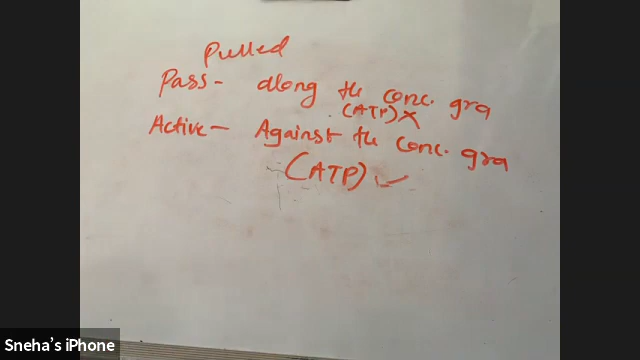 Pulled
Pass- along the conc. gra
(ATP)✗
Active- Against the conc. gra
(ATP) ✓
Sneha's iPhone